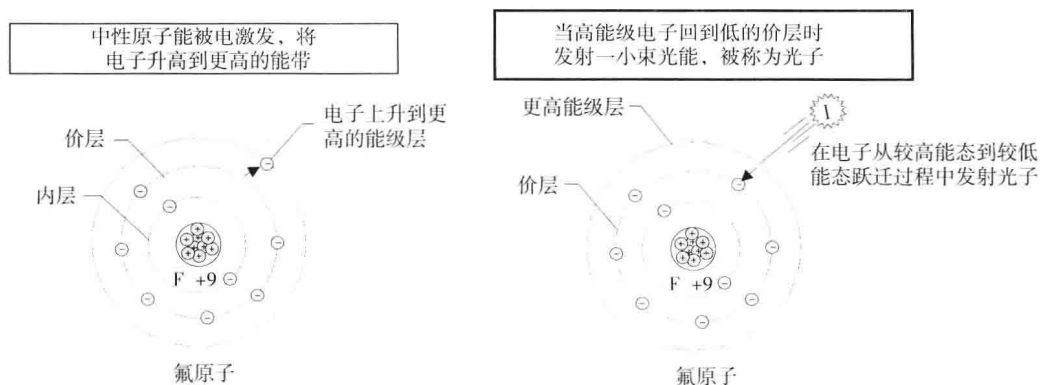 中性原子能被电激发，将
电子升高到更高的能带
电子上升到更
高的能级层
价层
内层
F +9
氟原子
当高能级电子回到低的价层时
发射一小束光能，被称为光子
更高能级层
价层
1
在电子从较高能态到较低
能态跃迁过程中发射光子
F +9
氟原子